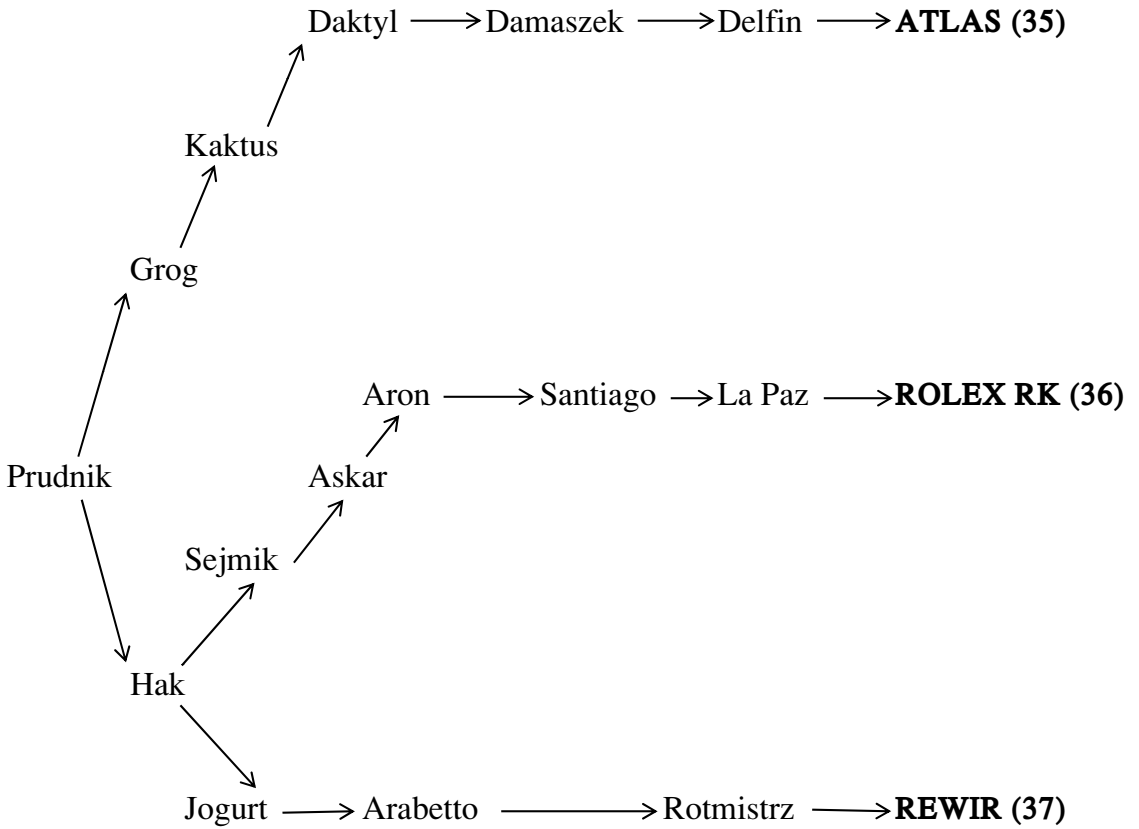 Daktyl Damaszek Delfin ATLAS (35)
Kaktus
Grog
Aron Santiago La Paz ROLEX RK (36)
Prudnik Askar
Sejmik
Hak
Jogurt Arabetto Rotmistrz REWIR (37)